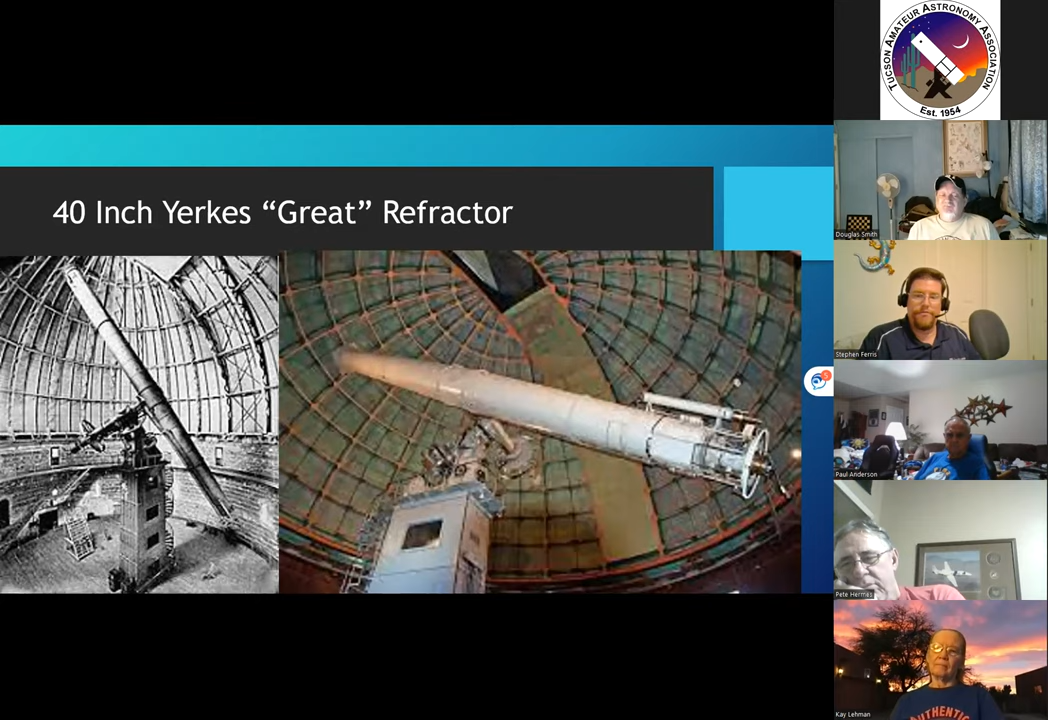 40 Inch Yerkes “Great” Refractor
TUCSON AMATEUR ASTRONOMY ASSOCIATION
Est. 1954
Douglas Smith
Stephen Ferris
Paul Anderson
Pete Hermes
Kay Lehman
AUTHENTIC